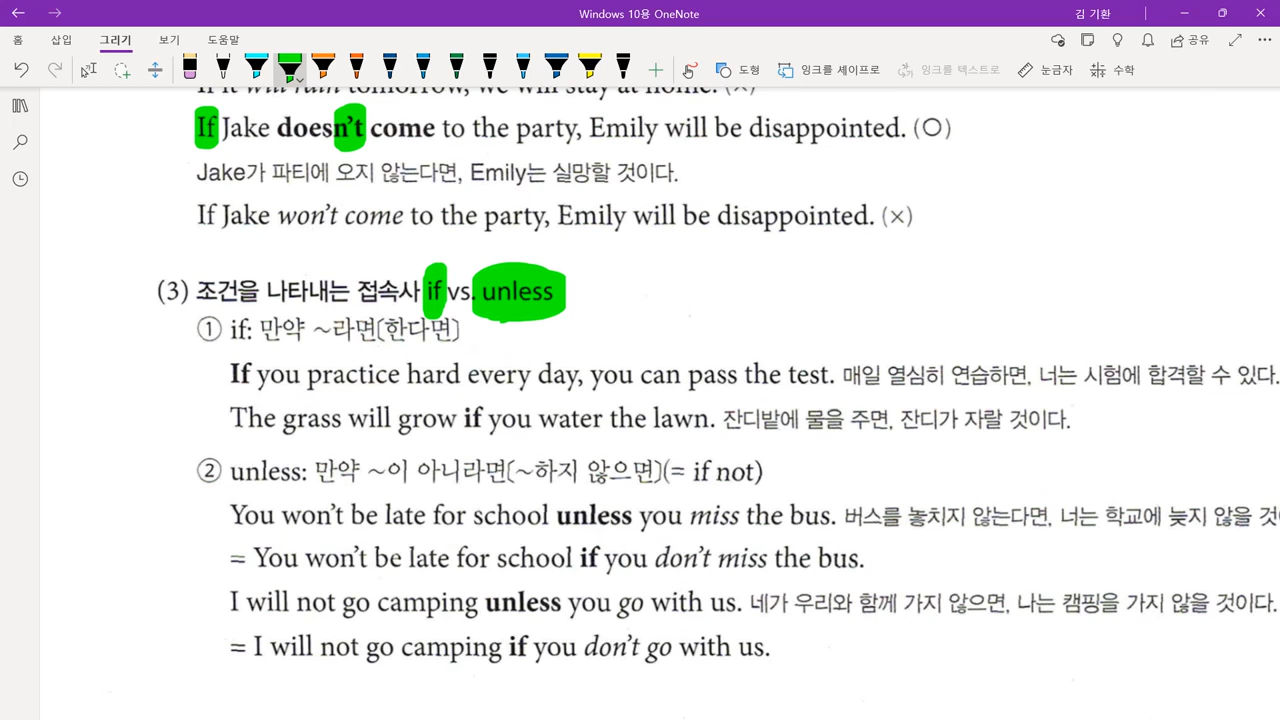 Windows 10용 OneNote
김 기환
홈 삽입 그리기 보기 도움말
공유
도형 잉크를 셰이프로 잉크를 텍스트로 눈금자 수학
If it will rain tomorrow, we will stay at home. (×)
If Jake doesn't come to the party, Emily will be disappointed. (○)
Jake가 파티에 오지 않는다면, Emily는 실망할 것이다.
If Jake won't come to the party, Emily will be disappointed. (×)
(3) 조건을 나타내는 접속사 if vs. unless
① if: 만약 ~라면[한다면]
If you practice hard every day, you can pass the test. 매일 열심히 연습하면, 너는 시험에 합격할 수 있다.
The grass will grow if you water the lawn. 잔디밭에 물을 주면, 잔디가 자랄 것이다.
② unless: 만약 ~이 아니라면[~하지 않으면](= if not)
You won't be late for school unless you miss the bus. 버스를 놓치지 않는다면, 너는 학교에 늦지 않을
= You won't be late for school if you don't miss the bus.
I will not go camping unless you go with us. 네가 우리와 함께 가지 않으면, 나는 캠핑을 가지 않을 것이다.
= I will not go camping if you don't go with us.